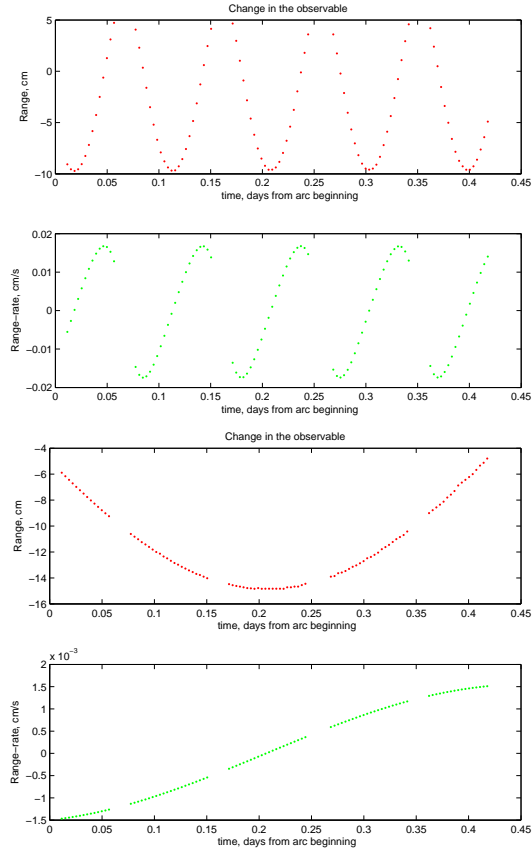 Change in the observable
5
0
−5
−10
Range, cm
0 0.05 0.1 0.15 0.2 0.25 0.3 0.35 0.4 0.45
time, days from arc beginning
0.02
0.01
0
−0.01
−0.02
Range−rate, cm/s
0 0.05 0.1 0.15 0.2 0.25 0.3 0.35 0.4 0.45
time, days from arc beginning
Change in the observable
−4
−6
−8
−10
−12
−14
−16
Range, cm
0 0.05 0.1 0.15 0.2 0.25 0.3 0.35 0.4 0.45
time, days from arc beginning
x 10−3
2
1.5
1
0.5
0
−0.5
−1
−1.5
Range−rate, cm/s
0 0.05 0.1 0.15 0.2 0.25 0.3 0.35 0.4 0.45
time, days from arc beginning